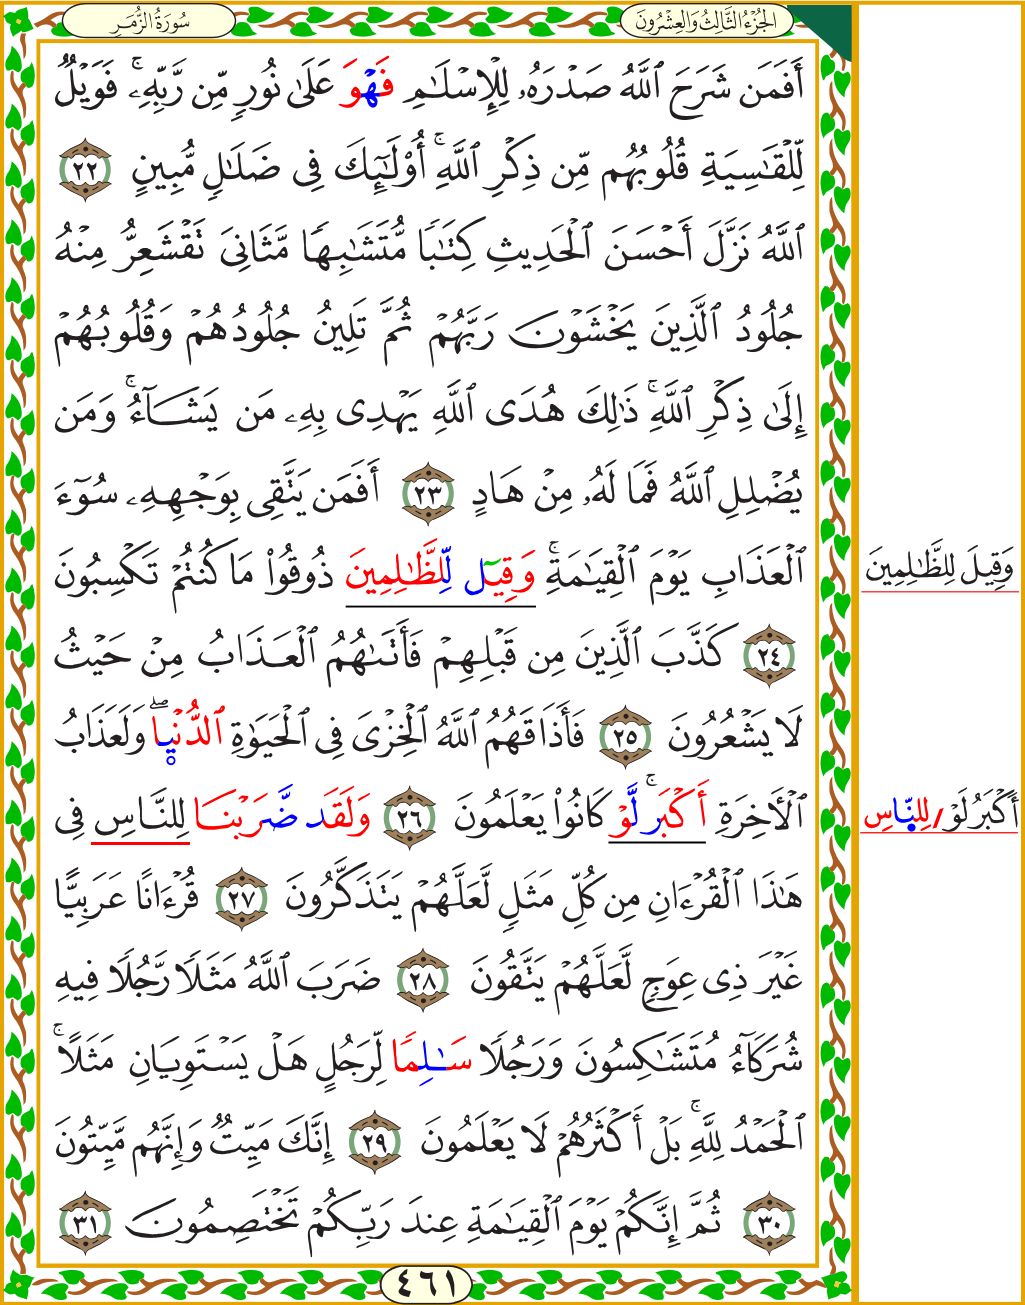 الجُزْءُ الثَّالِثُ وَالعِشْرُونَ
سُورَةُ الزُّمَرِ
أَفَمَن شَرَحَ ٱللَّهُ صَدْرَهُۥ لِلْإِسْلَٰمِ فَهْوَ عَلَىٰ نُورٍ مِّن رَّبِّهِۦۚ فَوَيْلٌ
لِّلْقَٰسِيَةِ قُلُوبُهُم مِّن ذِكْرِ ٱللَّهِۚ أُوْلَٰٓئِكَ فِى ضَلَٰلٍ مُّبِينٍ ٢٢
ٱللَّهُ نَزَّلَ أَحْسَنَ ٱلْحَدِيثِ كِتَٰبًا مُّتَشَٰبِهًا مَّثَانِىَ تَقْشَعِرُّ مِنْهُ
جُلُودُ ٱلَّذِينَ يَخْشَوْنَ رَبَّهُمْ ثُمَّ تَلِينُ جُلُودُهُمْ وَقُلُوبُهُمْ
إِلَىٰ ذِكْرِ ٱللَّهِۚ ذَٰلِكَ هُدَى ٱللَّهِ يَهْدِى بِهِۦ مَن يَشَآءُۚ وَمَن
يُضْلِلِ ٱللَّهُ فَمَا لَهُۥ مِنْ هَادٍ ٢٣ أَفَمَن يَتَّقِى بِوَجْهِهِۦ سُوٓءَ
ٱلْعَذَابِ يَوْمَ ٱلْقِيَٰمَةِۚ وَقِيٓل لِّلظَّٰلِمِينَ ذُوقُوا۟ مَا كُنتُمْ تَكْسِبُونَ
٢٤ كَذَّبَ ٱلَّذِينَ مِن قَبْلِهِمْ فَأَتَىٰهُمُ ٱلْعَذَابُ مِنْ حَيْثُ
لَا يَشْعُرُونَ ٢٥ فَأَذَاقَهُمُ ٱللَّهُ ٱلْخِزْىَ فِى ٱلْحَيَوٰةِ ٱلدُّنْيَاۖ وَلَعَذَابُ
ٱلْأَخِرَةِ أَكْبَرۚ لَّوْ كَانُوا۟ يَعْلَمُونَ ٢٦ وَلَقَد ضَّرَبْنَا لِلنَّاسِ فِى
هَٰذَا ٱلْقُرْءَانِ مِن كُلِّ مَثَلٍ لَّعَلَّهُمْ يَتَذَكَّرُونَ ٢٧ قُرْءَانًا عَرَبِيًّا
غَيْرَ ذِى عِوَجٍ لَّعَلَّهُمْ يَتَّقُونَ ٢٨ ضَرَبَ ٱللَّهُ مَثَلًا رَّجُلًا فِيهِ
شُرَكَآءُ مُتَشَٰكِسُونَ وَرَجُلًا سَٰلِمًا لِّرَجُلٍ هَلْ يَسْتَوِيَانِ مَثَلًاۚ
ٱلْحَمْدُ لِلَّهِۚ بَلْ أَكْثَرُهُمْ لَا يَعْلَمُونَ ٢٩ إِنَّكَ مَيِّتٌ وَإِنَّهُم مَّيِّتُونَ
٣٠ ثُمَّ إِنَّكُمْ يَوْمَ ٱلْقِيَٰمَةِ عِندَ رَبِّكُمْ تَخْتَصِمُونَ ٣١
وَقِيلَ لِلظَّٰلِمِينَ
أَكْبَرُ لَوْ/لِلنَّاسِ
٤٦١